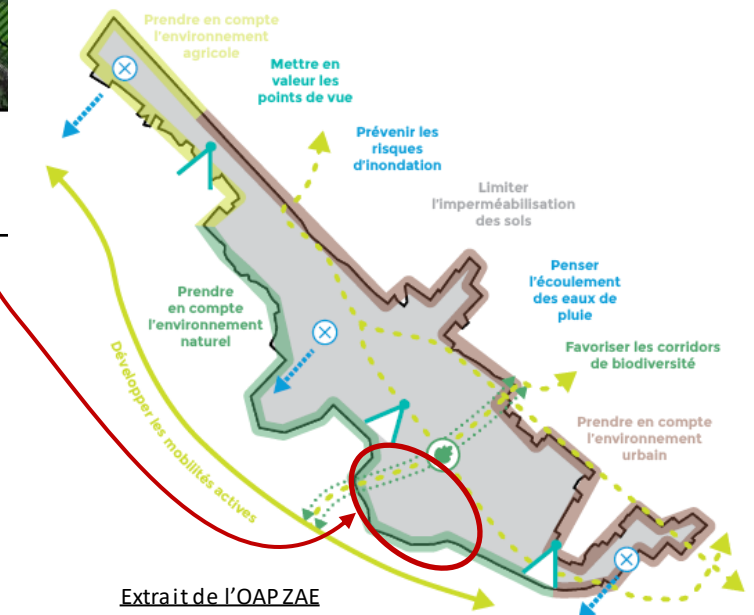 Prendre en compte
l'environnement
agricole
Mettre en
valeur les
points de vue
Prévenir les
risques
d'inondation
Limiter
l'imperméabilisation
des sols
Penser
l'écoulement
des eaux de
pluie
Prendre
en compte
l'environnement
naturel
Favoriser les corridors
de biodiversité
Développer les mobilités actives
Prendre en compte
l'environnement
urbain
Extrait de l'OAP ZAE